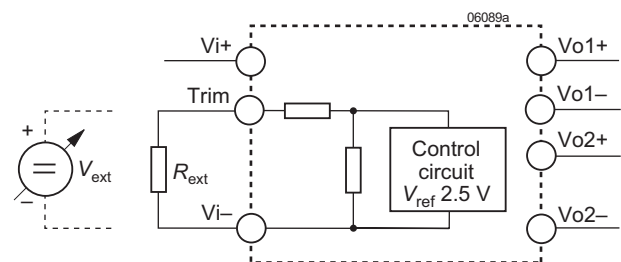 06089a
Vi+
Vo1+
Trim
Vo1–
Vo2+
+
Vext
–
Rext
Control
circuit
Vref 2.5 V
Vi–
Vo2–